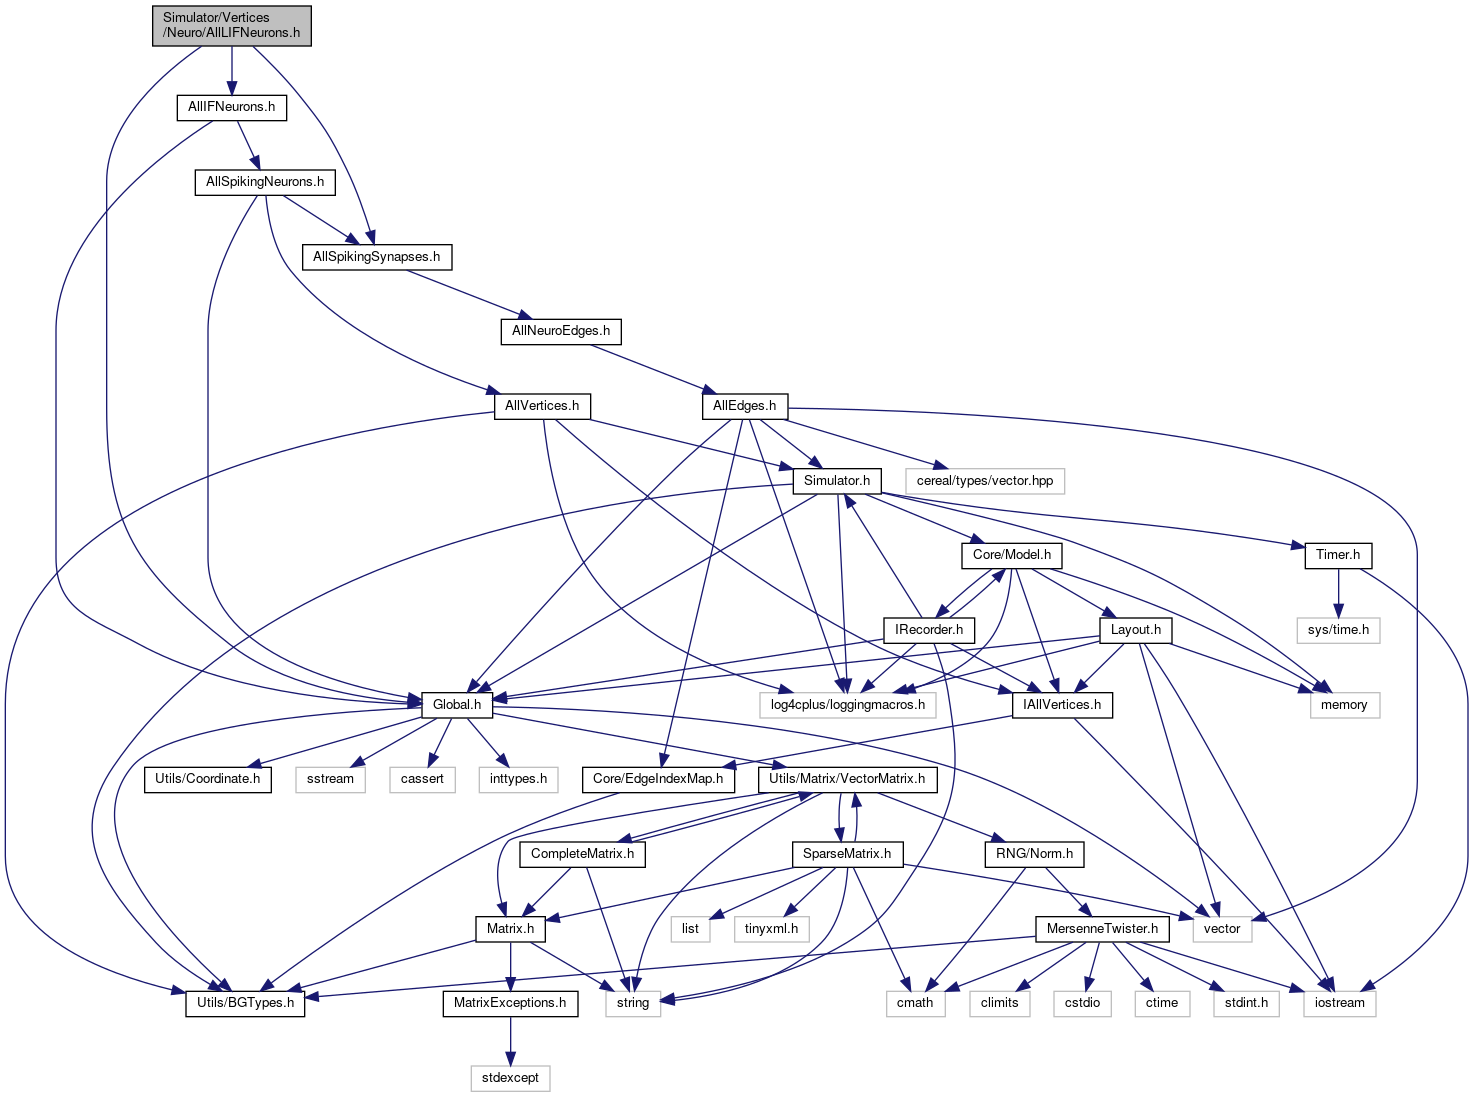 Simulator/Vertices
/Neuro/AllLIFNeurons.h
AllIFNeurons.h
AllSpikingNeurons.h
AllSpikingSynapses.h
AllNeuroEdges.h
AllVertices.h
AllEdges.h
Simulator.h
cereal/types/vector.hpp
Core/Model.h
Timer.h
IRecorder.h
Layout.h
sys/time.h
Global.h
log4cplus/loggingmacros.h
IAllVertices.h
memory
Utils/Coordinate.h
sstream
cassert
inttypes.h
Core/EdgeIndexMap.h
Utils/Matrix/VectorMatrix.h
CompleteMatrix.h
SparseMatrix.h
RNG/Norm.h
Matrix.h
list
tinyxml.h
MersenneTwister.h
vector
Utils/BGTypes.h
MatrixExceptions.h
string
cmath
climits
cstdio
ctime
stdint.h
iostream
stdexcept